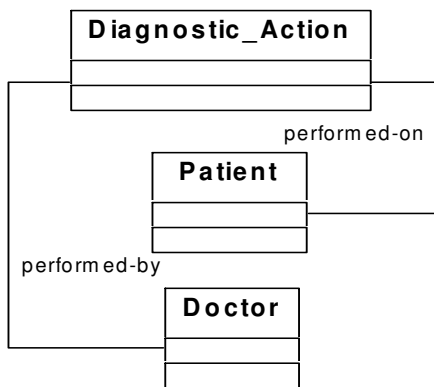 Diagnostic_Action
performed-on
Patient
performed-by
Doctor